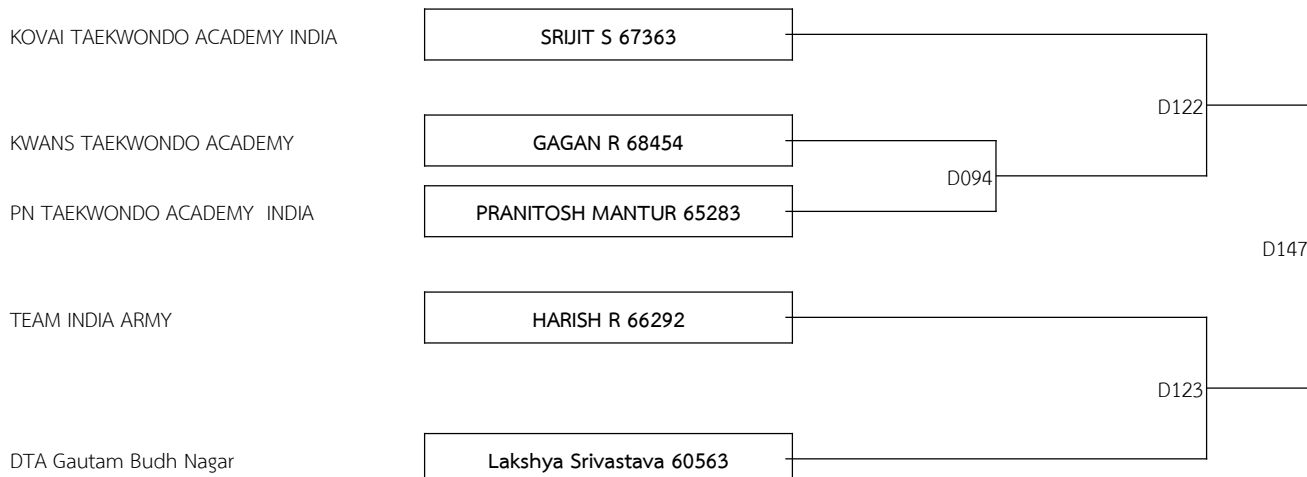 KOVAI TAEKWONDO ACADEMY INDIA SRIJIT S 67363
D122
KWANS TAEKWONDO ACADEMY GAGAN R 68454
D094
PN TAEKWONDO ACADEMY  INDIA PRANITOSH MANTUR 65283
D147
TEAM INDIA ARMY HARISH R 66292
D123
DTA Gautam Budh Nagar Lakshya Srivastava 60563